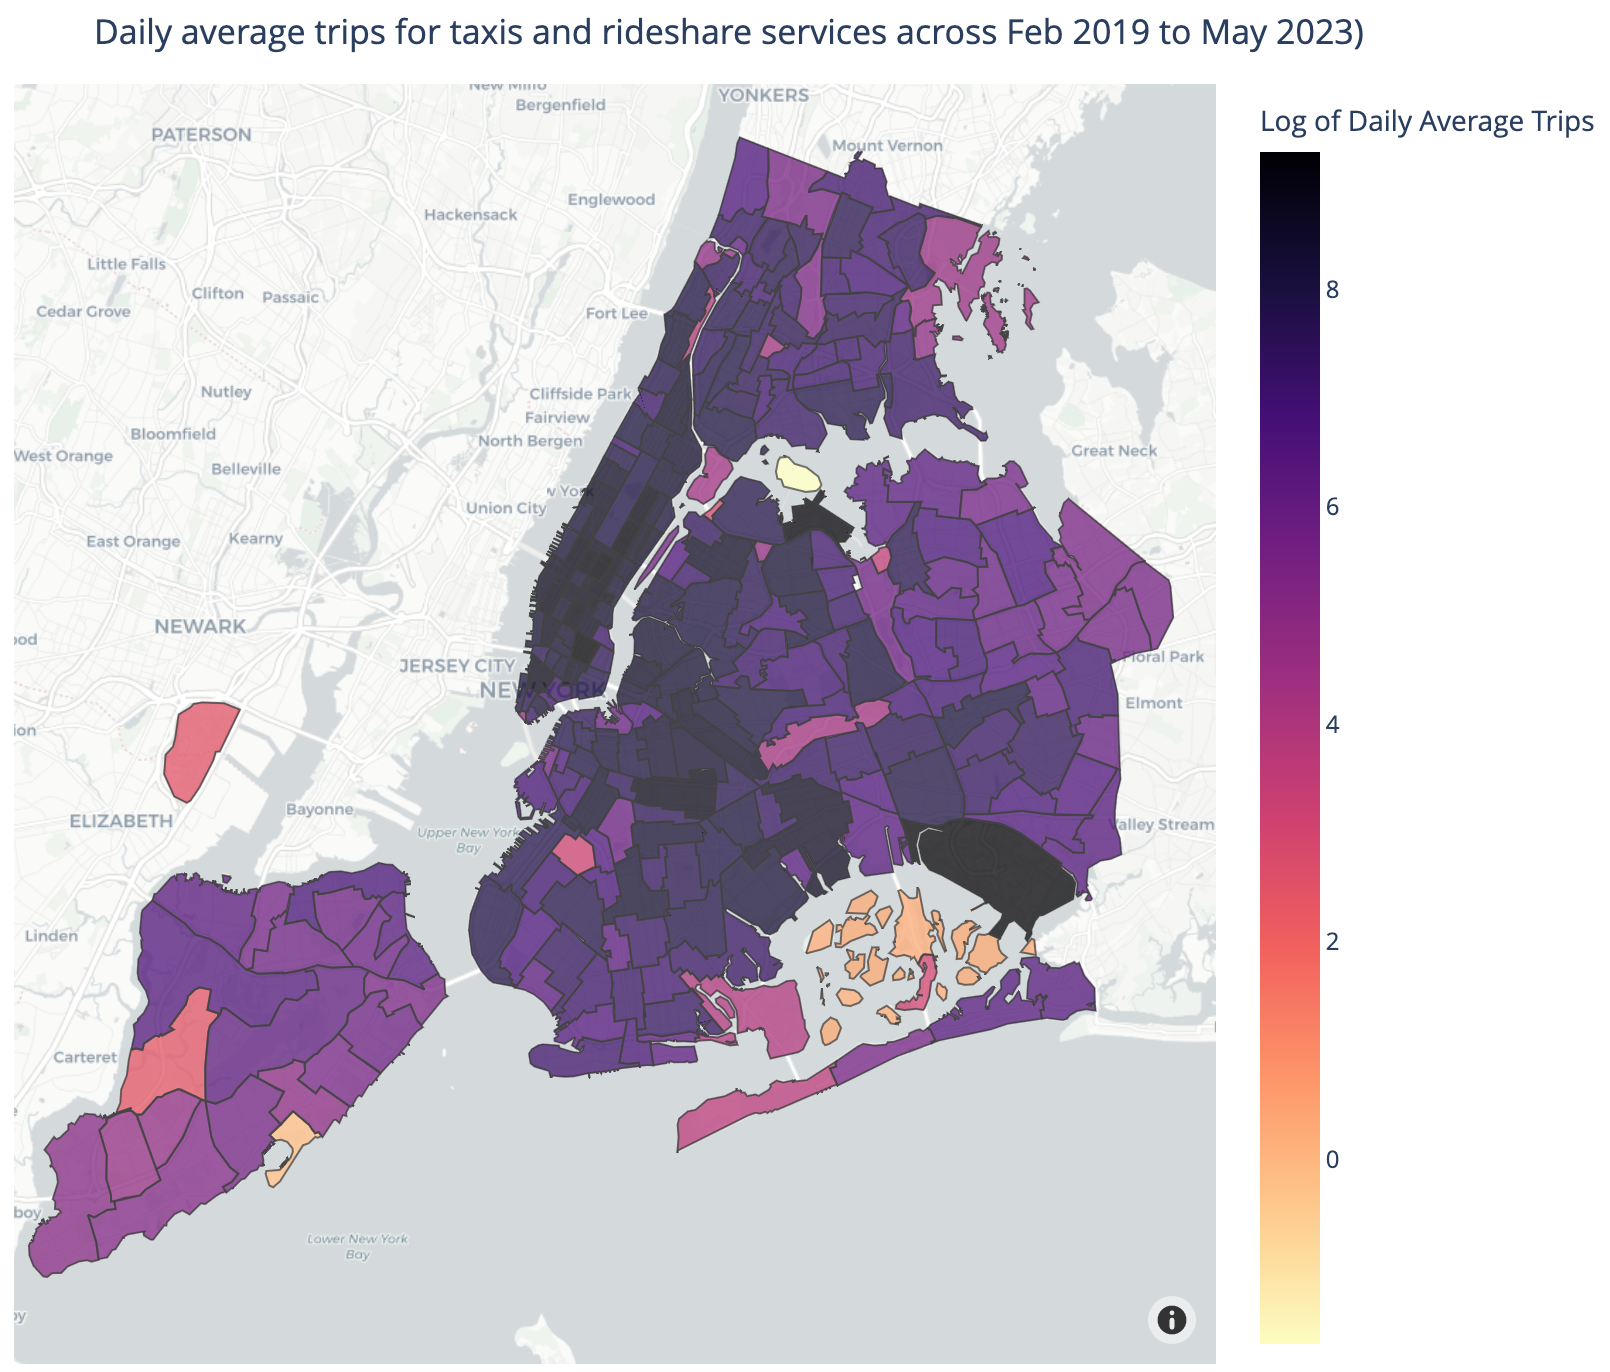 Daily average trips for taxis and rideshare services across Feb 2019 to May 2023)
Log of Daily Average Trips
8
6
4
2
0
YONKERS
Bergenfield
PATERSON
Mount Vernon
Englewood
Hackensack
Little Falls
Clifton
Passaic
Cedar Grove
Fort Lee
Nutley
Cliffside Park
Fairview
Bloomfield
North Bergen
West Orange
Great Neck
Belleville
w York
Union City
East Orange
Kearny
NEWARK
ood
JERSEY CITY
Floral Park
NEW YORK
Elmont
ion
ELIZABETH
Bayonne
Upper New York
Bay
Valley Stream
Linden
Carteret
boy
Lower New York
Bay
oy